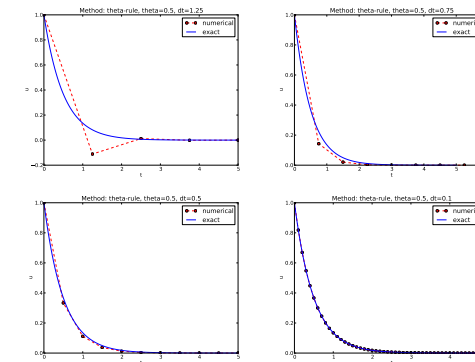 Method: theta-rule, theta=0.5, dt=1.25
numerical
exact
1.0
0.8
0.6
0.4
0.2
0.0
−0.2
u
0 1 2 3 4 5
t
Method: theta-rule, theta=0.5, dt=0.75
numerical
exact
1.0
0.8
0.6
0.4
0.2
0.0
u
0 1 2 3 4 5
t
Method: theta-rule, theta=0.5, dt=0.5
numerical
exact
1.0
0.8
0.6
0.4
0.2
0.0
u
0 1 2 3 4 5
Method: theta-rule, theta=0.5, dt=0.1
numerical
exact
1.0
0.8
0.6
0.4
0.2
0.0
u
0 1 2 3 4